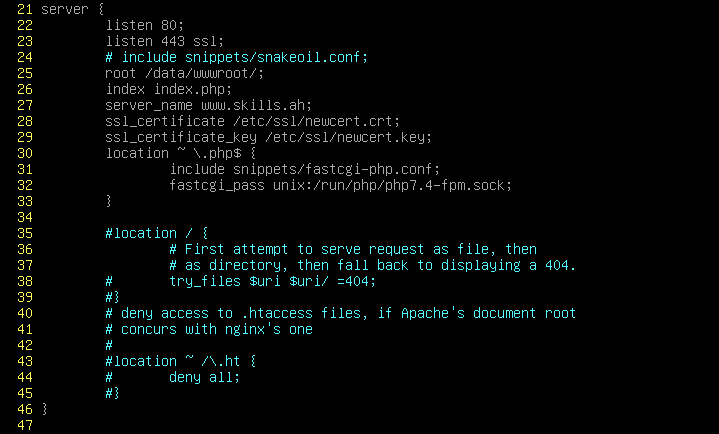 21 server {
22         listen 80;
23         listen 443 ssl;
24         # include snippets/snakeoil.conf;
25         root /data/wwwroot/;
26         index index.php;
27         server_name www.skills.ah;
28         ssl_certificate /etc/ssl/newcert.crt;
29         ssl_certificate_key /etc/ssl/newcert.key;
30         location ~ \.php$ {
31                 include snippets/fastcgi-php.conf;
32                 fastcgi_pass unix:/run/php/php7.4-fpm.sock;
33         }
34
35         #location / {
36                 # First attempt to serve request as file, then
37                 # as directory, then fall back to displaying a 404.
38         #       try_files $uri $uri/ =404;
39         #}
40         # deny access to .htaccess files, if Apache's document root
41         # concurs with nginx's one
42         #
43         #location ~ /\.ht {
44         #       deny all;
45         #}
46 }
47